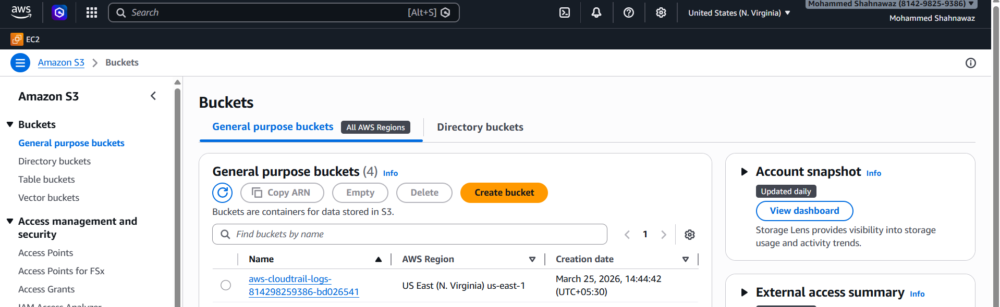 aws
Search [Alt+S]
United States (N. Virginia)
Mohammed Shahnawaz (8142-9825-9386)
Mohammed Shahnawaz
EC2
Amazon S3 > Buckets
Amazon S3
Buckets
General purpose buckets
Directory buckets
Table buckets
Vector buckets
Access management and
security
Access Points
Access Points for FSx
Access Grants
IAM Access Analyzer
Buckets
General purpose buckets All AWS Regions Directory buckets
General purpose buckets (4) Info
Copy ARN Empty Delete Create bucket
Buckets are containers for data stored in S3.
Find buckets by name 1
Name AWS Region Creation date
aws-cloudtrail-logs-
814298259386-bd026541
US East (N. Virginia) us-east-1
March 25, 2026, 14:44:42
(UTC+05:30)
Account snapshot Info
Updated daily
View dashboard
Storage Lens provides visibility into storage
usage and activity trends.
External access summary Info